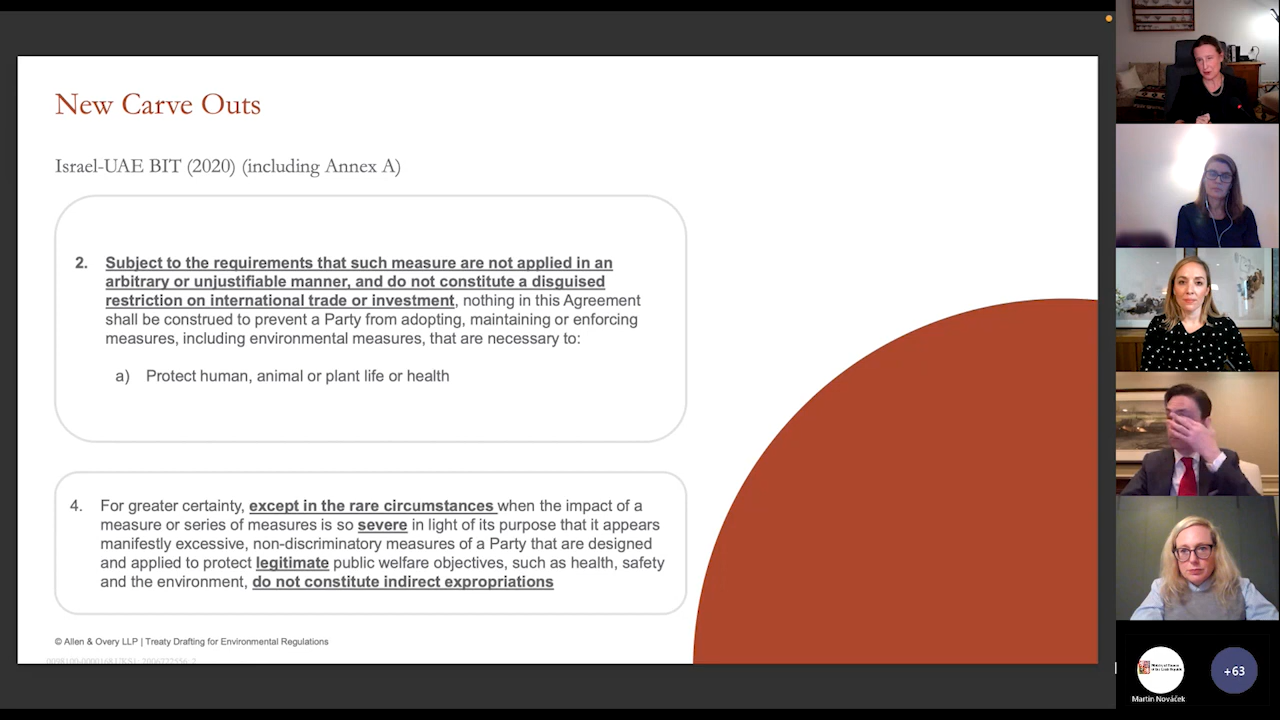 New Carve Outs
Israel-UAE BIT (2020) (including Annex A)
2. Subject to the requirements that such measure are not applied in an
arbitrary or unjustifiable manner, and do not constitute a disguised
restriction on international trade or investment, nothing in this Agreement
shall be construed to prevent a Party from adopting, maintaining or enforcing
measures, including environmental measures, that are necessary to:
a) Protect human, animal or plant life or health
4. For greater certainty, except in the rare circumstances when the impact of a
measure or series of measures is so severe in light of its purpose that it appears
manifestly excessive, non-discriminatory measures of a Party that are designed
and applied to protect legitimate public welfare objectives, such as health, safety
and the environment, do not constitute indirect expropriations
© Allen & Overy LLP | Treaty Drafting for Environmental Regulations
+63
Martin Nováček